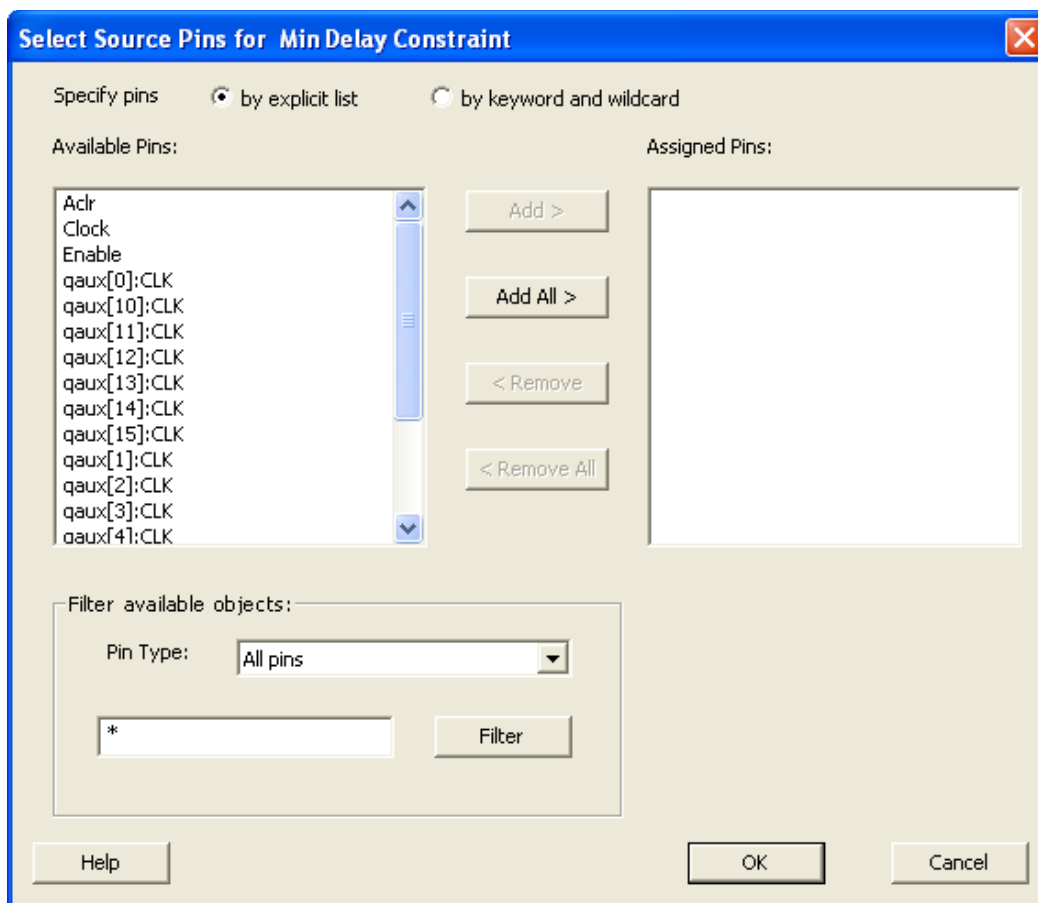 Select Source Pins for Min Delay Constraint
Specify pins by explicit list by keyword and wildcard
Available Pins: Assigned Pins:
Aclr
Clock
Enable
qaux[0]:CLK
qaux[10]:CLK
qaux[11]:CLK
qaux[12]:CLK
qaux[13]:CLK
qaux[14]:CLK
qaux[15]:CLK
qaux[1]:CLK
qaux[2]:CLK
qaux[3]:CLK
qaux[4]:CLK
Add >
Add All >
< Remove
< Remove All
Filter available objects:
Pin Type: All pins
* Filter
Help OK Cancel